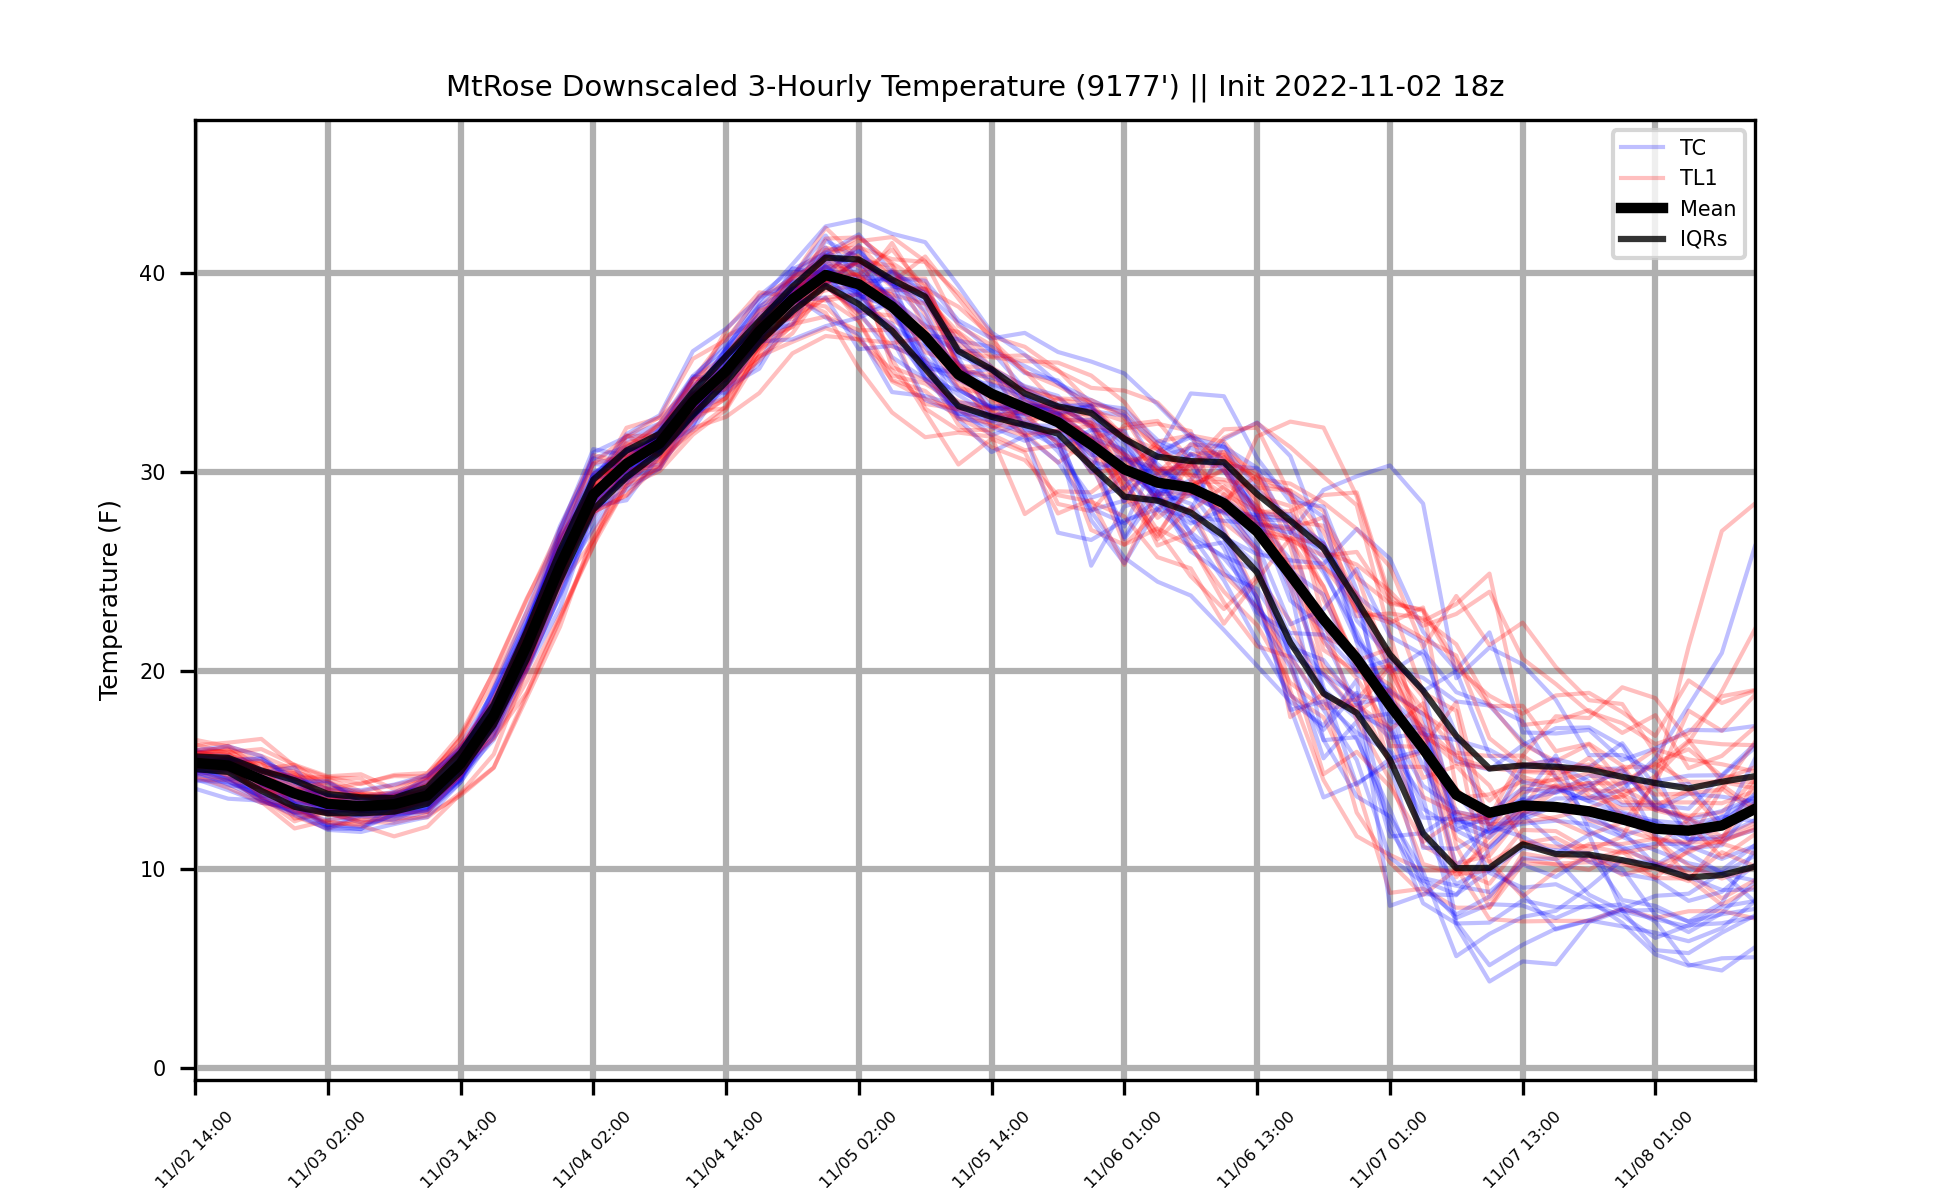 MtRose Downscaled 3-Hourly Temperature (9177') || Init 2022-11-02 18z
TC
TL1
Mean
IQRs
Temperature (F)
40
30
20
10
0
11/02 14:00
11/03 02:00
11/03 14:00
11/04 02:00
11/04 14:00
11/05 02:00
11/05 14:00
11/06 01:00
11/06 13:00
11/07 01:00
11/07 13:00
11/08 01:00